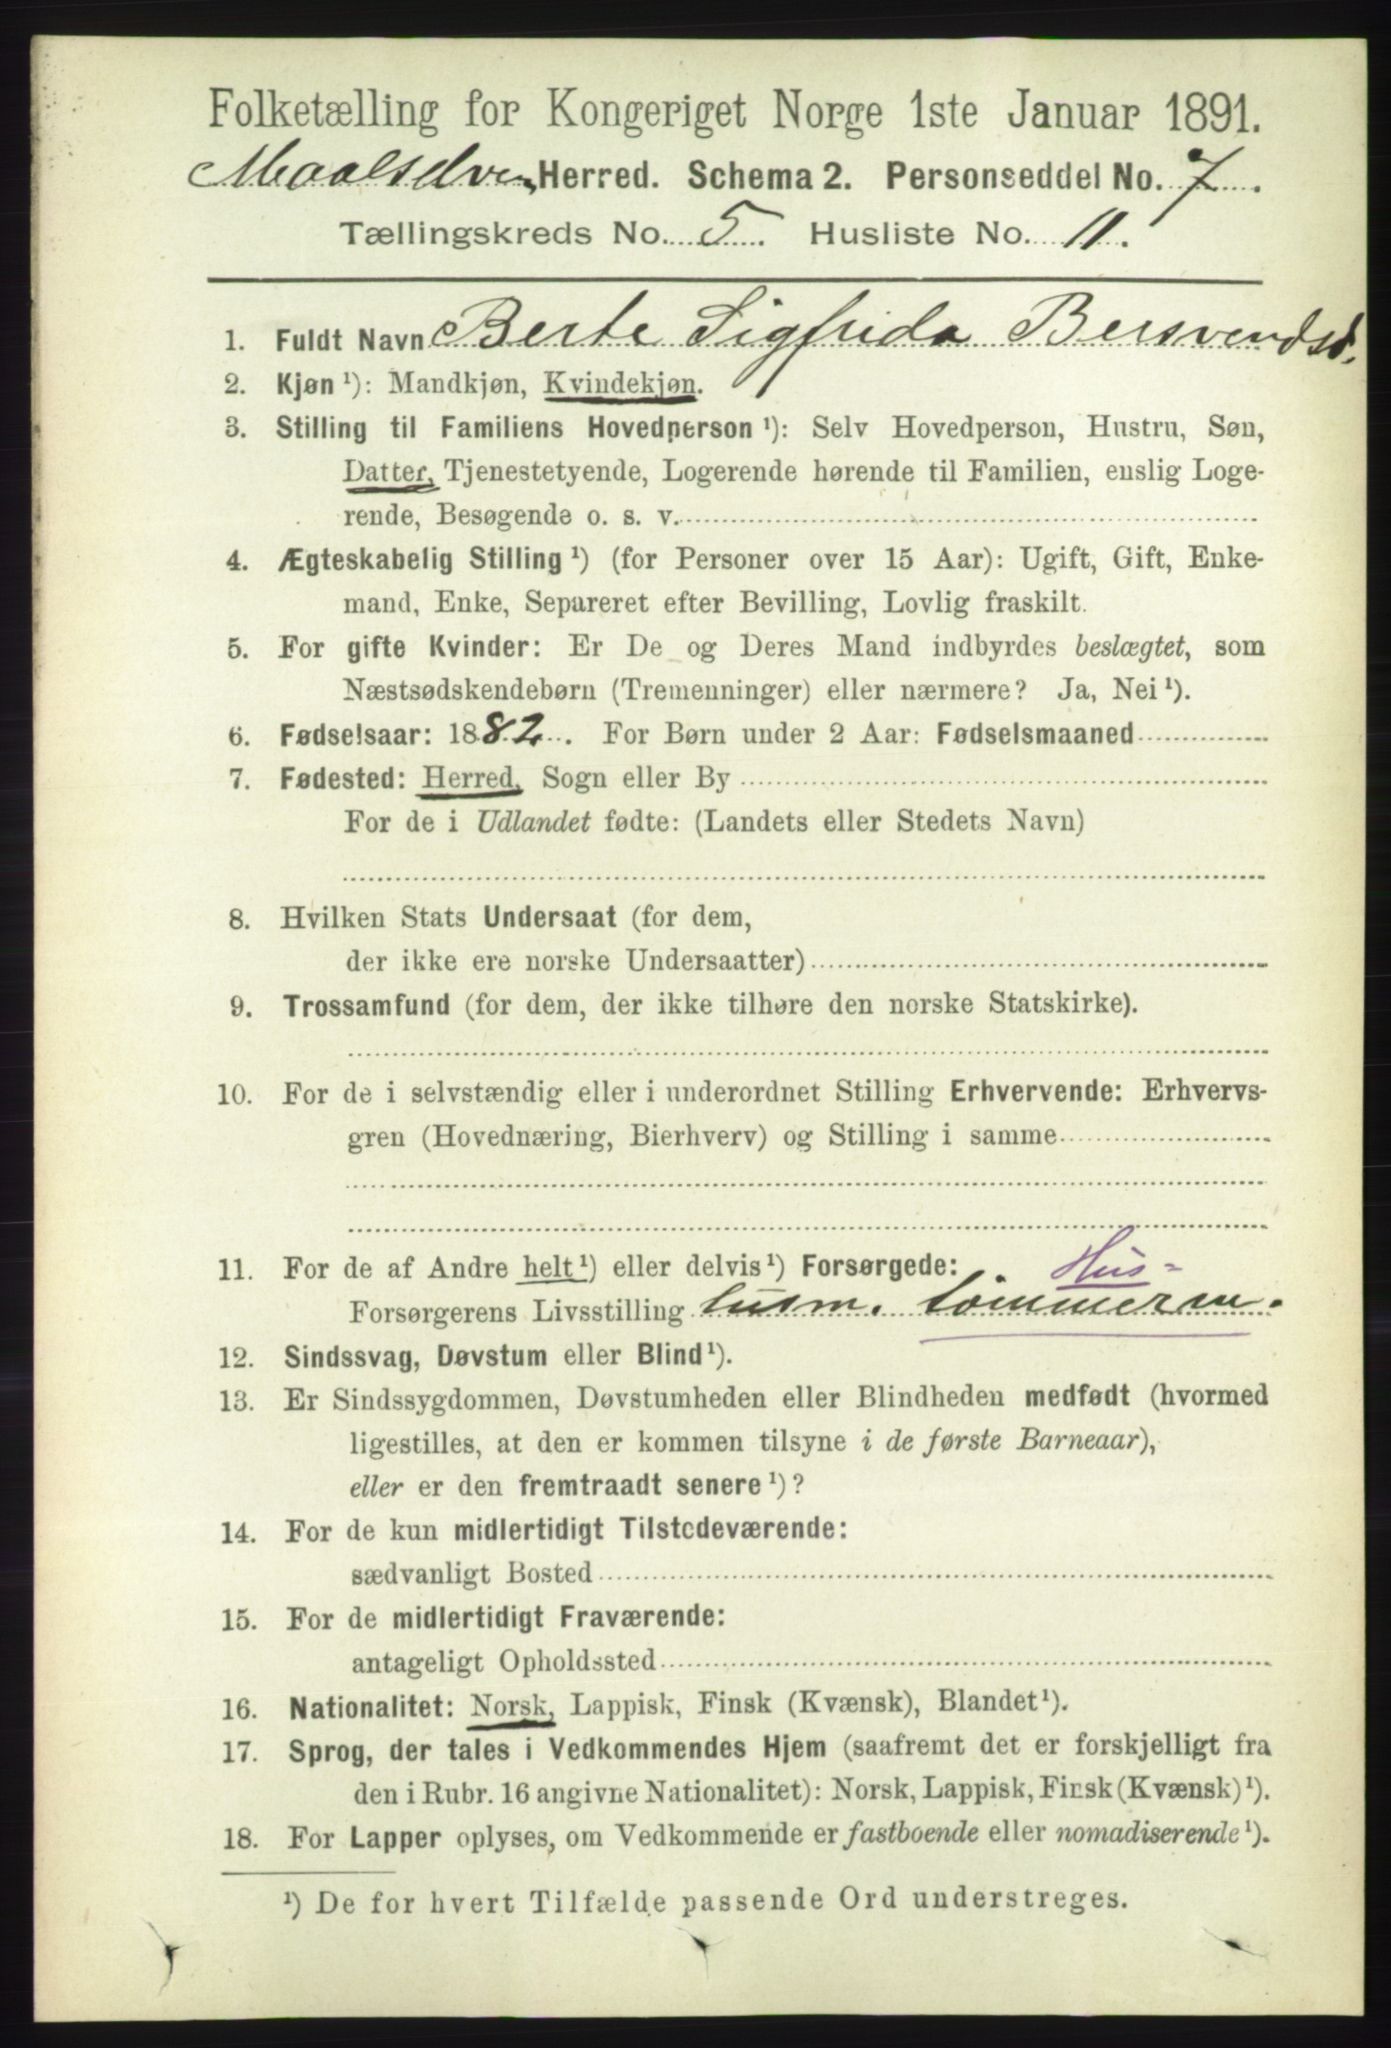 Folketælling for Kongeriget Norge 1ste Januar 1891.
Maalselven Herred. Schema 2. Personseddel No. 7.
Tællingskreds No. 5. Husliste No. 11.
1. Fuldt Navn Berte Sigfrida Bersvendsd.
2. Kjøn ¹): Mandkjøn, Kvindekjøn.
3. Stilling til Familiens Hovedperson ¹): Selv Hovedperson, Hustru, Søn,
Datter, Tjenestetyende, Logerende hørende til Familien, enslig Loge-
rende, Besøgende o. s. v.
4. Ægteskabelig Stilling ¹) (for Personer over 15 Aar): Ugift, Gift, Enke-
mand, Enke, Separeret efter Bevilling, Lovlig fraskilt.
5. For gifte Kvinder: Er De og Deres Mand indbyrdes beslægtet, som
Næstsødskendebørn (Tremenninger) eller nærmere? Ja, Nei ¹).
6. Fødselsaar: 1882. For Børn under 2 Aar: Fødselsmaaned
7. Fødested: Herred, Sogn eller By
For de i Udlandet fødte: (Landets eller Stedets Navn)
8. Hvilken Stats Undersaat (for dem,
der ikke ere norske Undersaatter)
9. Trossamfund (for dem, der ikke tilhøre den norske Statskirke).
10. For de i selvstændig eller i underordnet Stilling Erhvervende: Erhvervs-
gren (Hovednæring, Bierhverv) og Stilling i samme
11. For de af Andre helt ¹) eller delvis ¹) Forsørgede: Hus-
Forsørgerens Livsstilling husm. tömmerm.
12. Sindssvag, Døvstum eller Blind ¹).
13. Er Sindssygdommen, Døvstumheden eller Blindheden medfødt (hvormed
ligestilles, at den er kommen tilsyne i de første Barneaar),
eller er den fremtraadt senere ¹)?
14. For de kun midlertidigt Tilstedeværende:
sædvanligt Bosted
15. For de midlertidigt Fraværende:
antageligt Opholdssted
16. Nationalitet: Norsk, Lappisk, Finsk (Kvænsk), Blandet ¹).
17. Sprog, der tales i Vedkommendes Hjem (saafremt det er forskjelligt fra
den i Rubr. 16 angivne Nationalitet): Norsk, Lappisk, Finsk (Kvænsk) ¹).
18. For Lapper oplyses, om Vedkommende er fastboende eller nomadiserende ¹).
¹) De for hvert Tilfælde passende Ord understreges.